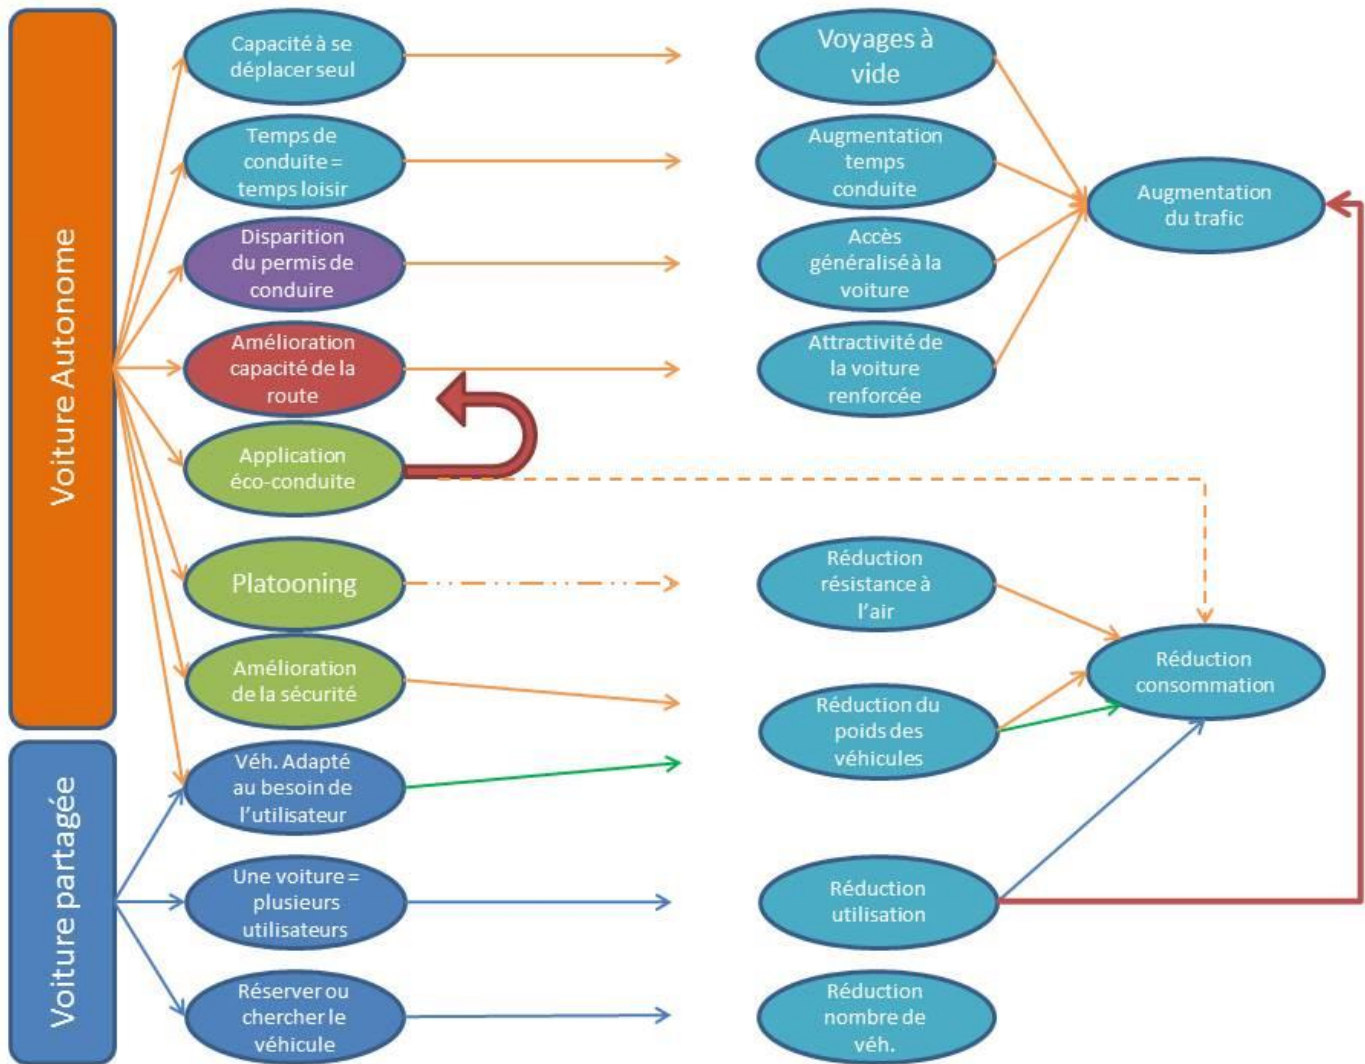 Voiture Autonome
Capacité à se
déplacer seul
Voyages à
vide
Temps de
conduite =
temps loisir
Augmentation
temps
conduite
Augmentation
du trafic
Disparition
du permis de
conduire
Accès
généralisé à la
voiture
Amélioration
capacité de la
route
Attractivité de
la voiture
renforcée
Application
éco-conduite
Platooning
Réduction
résistance à
l'air
Amélioration
de la sécurité
Réduction
consommation
Réduction du
poids des
véhicules
Voiture partagée
Véh. Adapté
au besoin de
l'utilisateur
Une voiture =
plusieurs
utilisateurs
Réduction
utilisation
Réserver ou
chercher le
véhicule
Réduction
nombre de
véh.